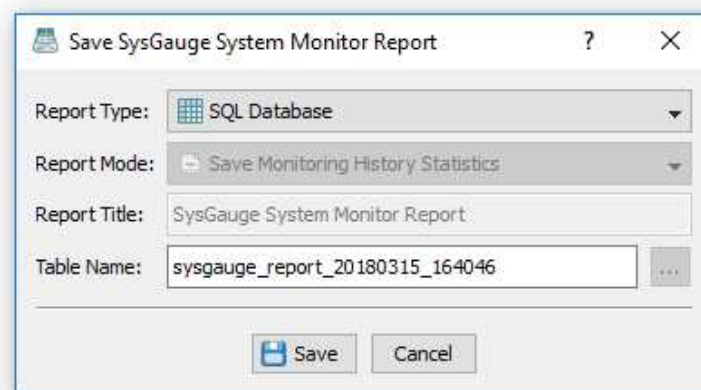 Save SysGauge System Monitor Report ?
Report Type: SQL Database
Report Mode: Save Monitoring History Statistics
Report Title: SysGauge System Monitor Report
Table Name: sysgauge_report_20180315_164046 ...
Save Cancel